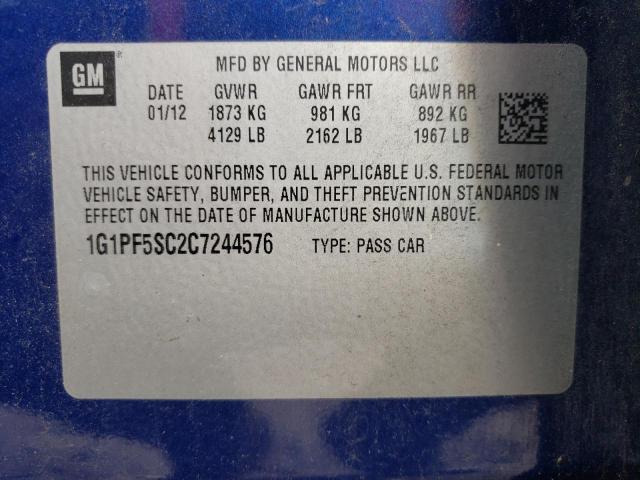 GM ®
MFD BY GENERAL MOTORS LLC
DATE GVWR GAWR FRT GAWR RR
01/12 1873 KG 981 KG 892 KG
4129 LB 2162 LB 1967 LB
THIS VEHICLE CONFORMS TO ALL APPLICABLE U.S. FEDERAL MOTOR
VEHICLE SAFETY, BUMPER, AND THEFT PREVENTION STANDARDS IN
EFFECT ON THE DATE OF MANUFACTURE SHOWN ABOVE.
1G1PF5SC2C7244576 TYPE: PASS CAR